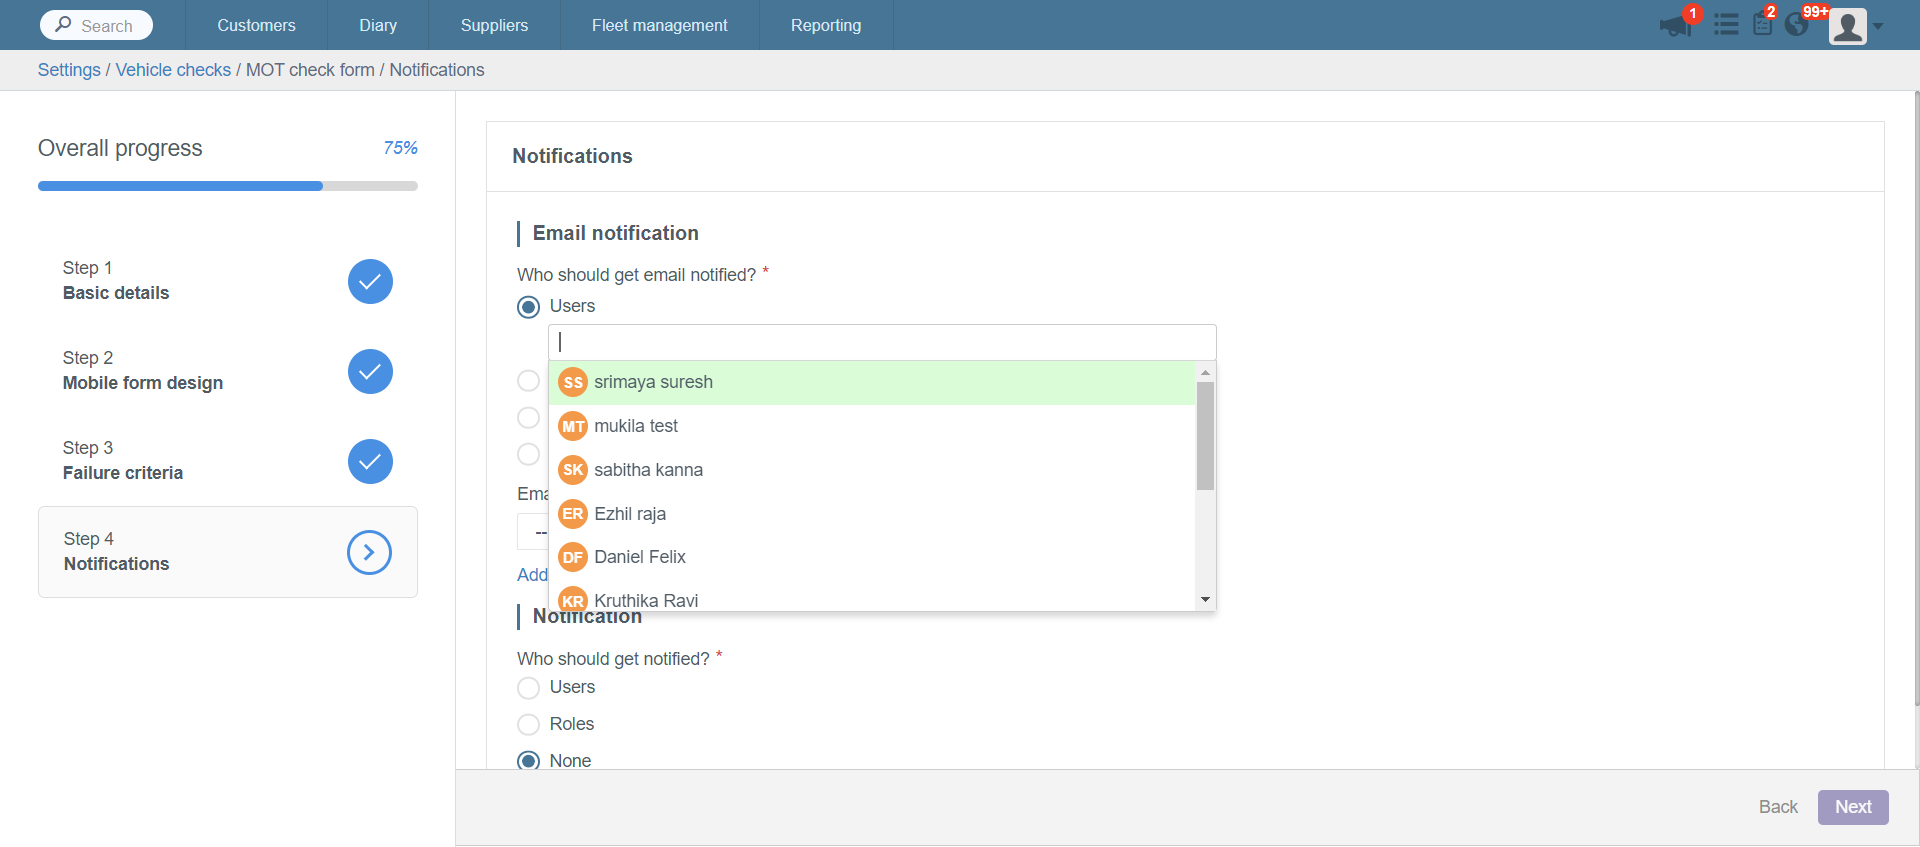 Search Customers Diary Suppliers Fleet management Reporting 1 2 99+
Settings / Vehicle checks / MOT check form / Notifications
Overall progress 75%
Step 1
Basic details
Step 2
Mobile form design
Step 3
Failure criteria
Step 4
Notifications
Notifications
Email notification
Who should get email notified? *
Users
SS srimaya suresh
MT mukila test
SK sabitha kanna
ER Ezhil raja
DF Daniel Felix
KR Kruthika Ravi
Ema
--
Add
Notification
Who should get notified? *
Users
Roles
None
Back Next